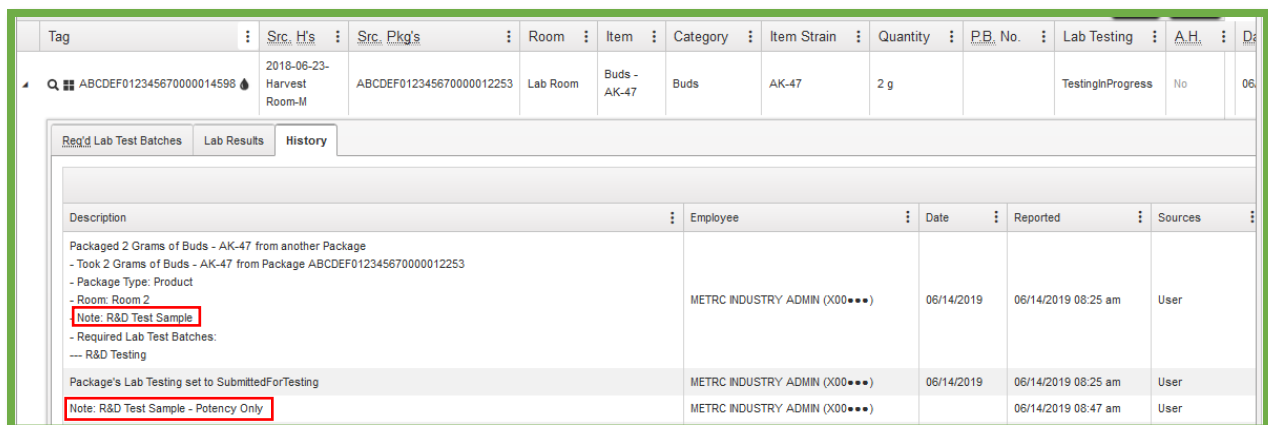 Tag Src. H's Src. Pkg's Room Item Category Item Strain Quantity P.B. No. Lab Testing A.H.
2018-06-23-
Harvest
Room-M
ABCDEF012345670000014598 ABCDEF012345670000012253 Lab Room
Buds -
AK-47
Buds AK-47 2 g TestingInProgress No 06
Req'd Lab Test Batches Lab Results History
Description Employee Date Reported Sources
Packaged 2 Grams of Buds - AK-47 from another Package
- Took 2 Grams of Buds - AK-47 from Package ABCDEF012345670000012253
- Package Type: Product
- Room: Room 2
- Note: R&D Test Sample
- Required Lab Test Batches:
--- R&D Testing
METRC INDUSTRY ADMIN (X00●●●) 06/14/2019 06/14/2019 08:25 am User
Package's Lab Testing set to SubmittedForTesting METRC INDUSTRY ADMIN (X00●●●) 06/14/2019 06/14/2019 08:25 am User
Note: R&D Test Sample - Potency Only METRC INDUSTRY ADMIN (X00●●●) 06/14/2019 08:47 am User